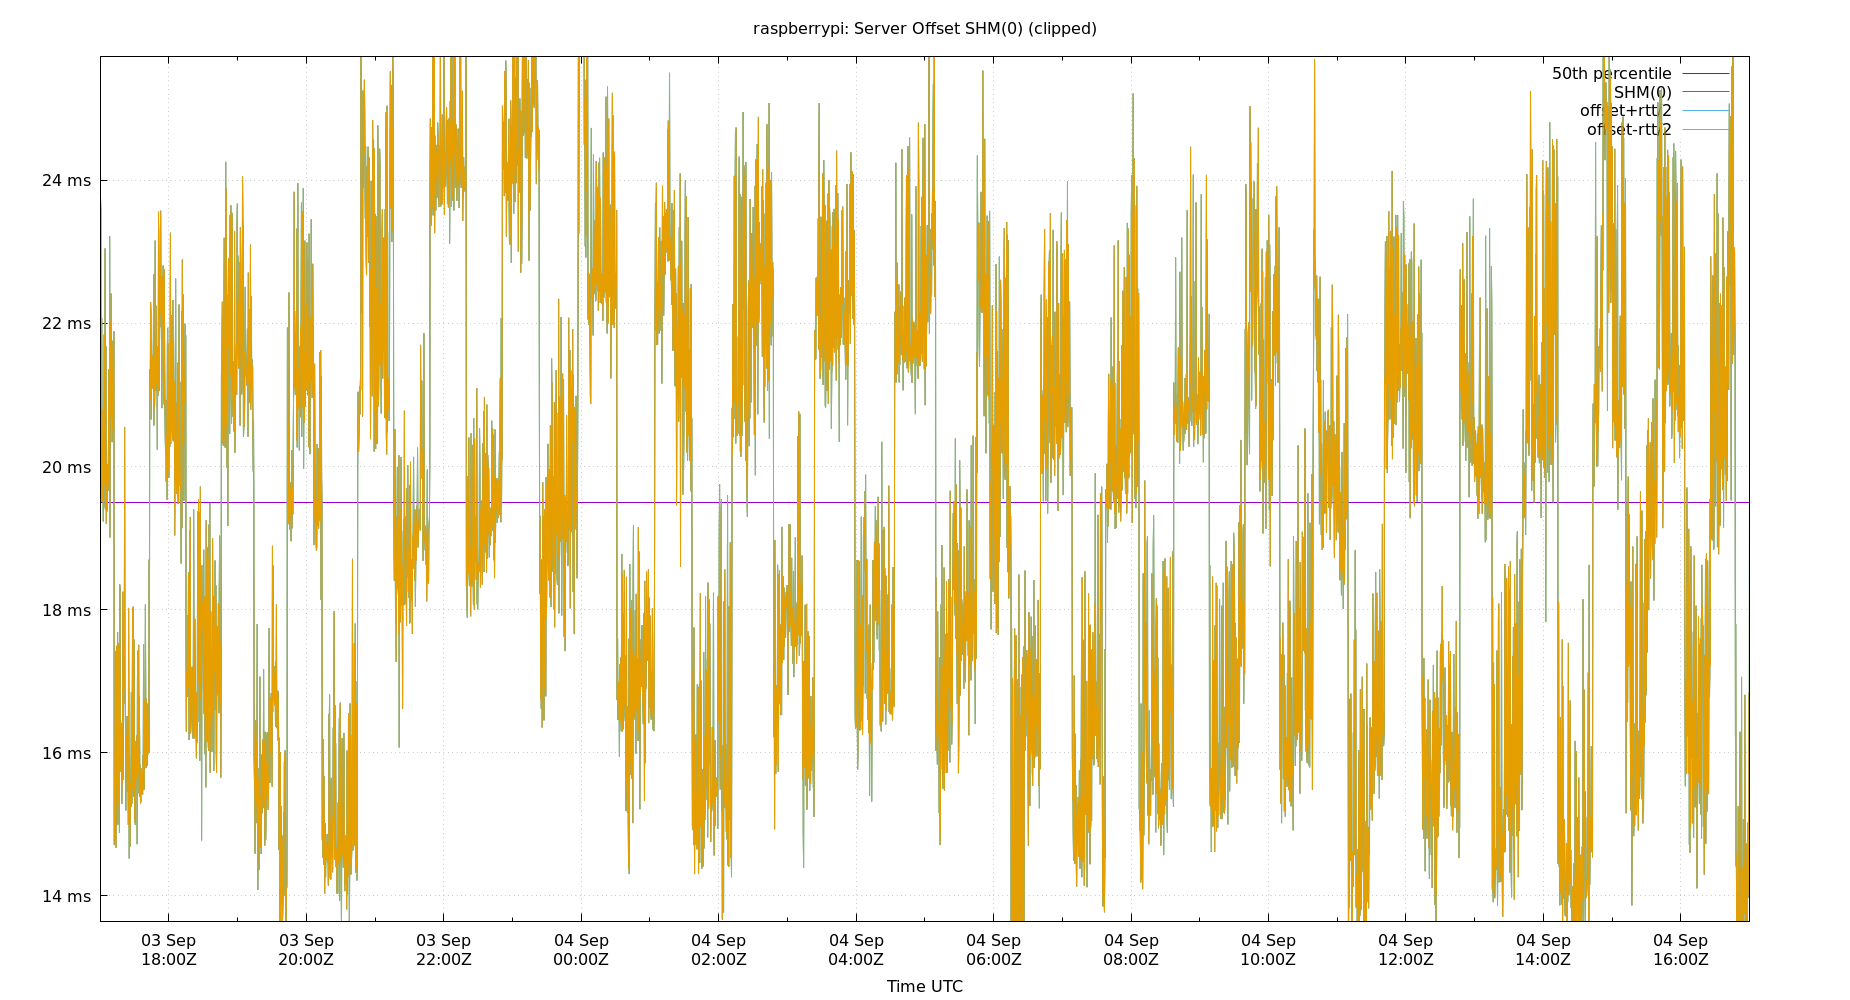 raspberrypi: Server Offset SHM(0) (clipped)
50th percentile
SHM(0)
offset+rtt/2
offset-rtt/2
24 ms
22 ms
20 ms
18 ms
16 ms
14 ms
03 Sep 03 Sep 03 Sep 04 Sep 04 Sep 04 Sep 04 Sep 04 Sep 04 Sep 04 Sep 04 Sep 04 Sep
18:00Z 20:00Z 22:00Z 00:00Z 02:00Z 04:00Z 06:00Z 08:00Z 10:00Z 12:00Z 14:00Z 16:00Z
Time UTC